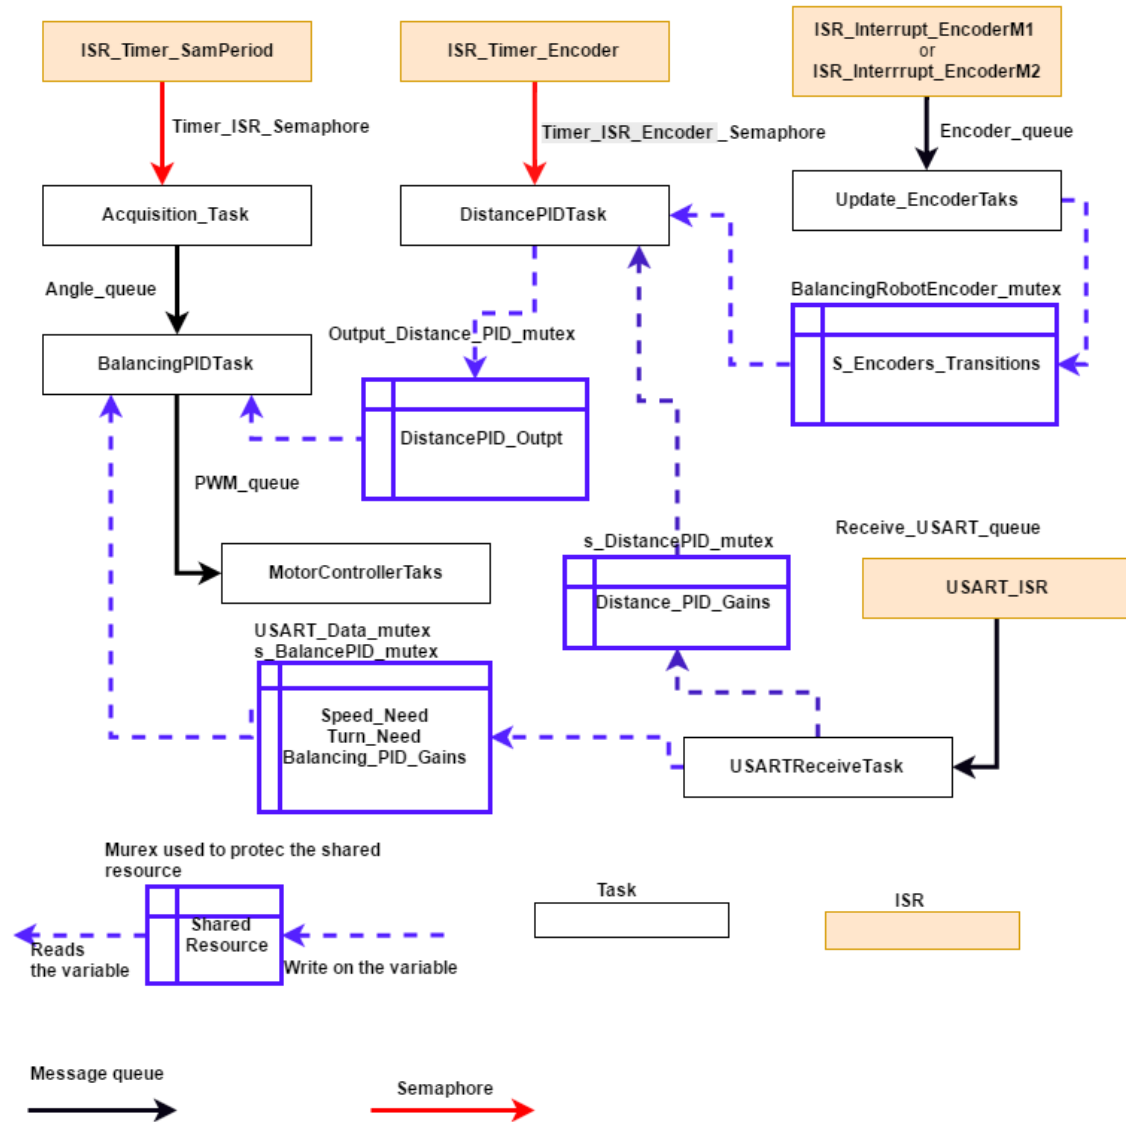 ISR_Timer_SamPeriod
ISR_Timer_Encoder
ISR_Interrupt_EncoderM1
or
ISR_Interrrupt_EncoderM2
Timer_ISR_Semaphore
Timer_ISR_Encoder _Semaphore
Encoder_queue
Acquisition_Task
DistancePIDTask
Update_EncoderTaks
Angle_queue
BalancingRobotEncoder_mutex
Output_Distance_PID_mutex
BalancingPIDTask
S_Encoders_Transitions
DistancePID_Outpt
PWM_queue
Receive_USART_queue
s_DistancePID_mutex
MotorControllerTaks
USART_ISR
Distance_PID_Gains
USART_Data_mutex
s_BalancePID_mutex
Speed_Need
Turn_Need
Balancing_PID_Gains
USARTReceiveTask
Murex used to protec the shared
resource
Task
ISR
Shared
Resource
Reads
the variable
Write on the variable
Message queue
Semaphore